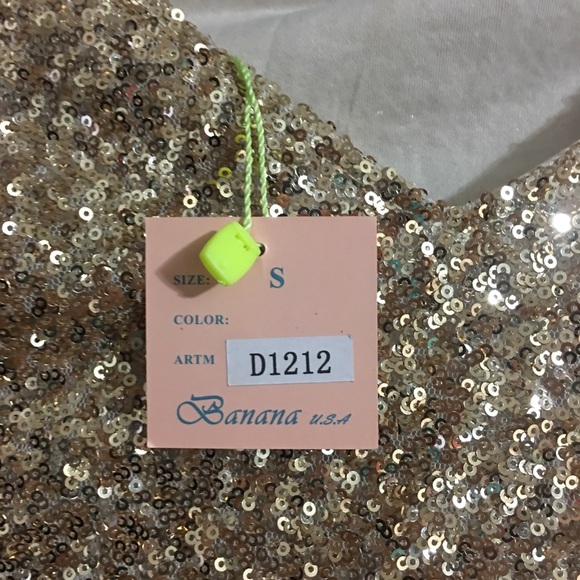 SIZE: S
COLOR:
ARTM D1212
Banana U.S.A